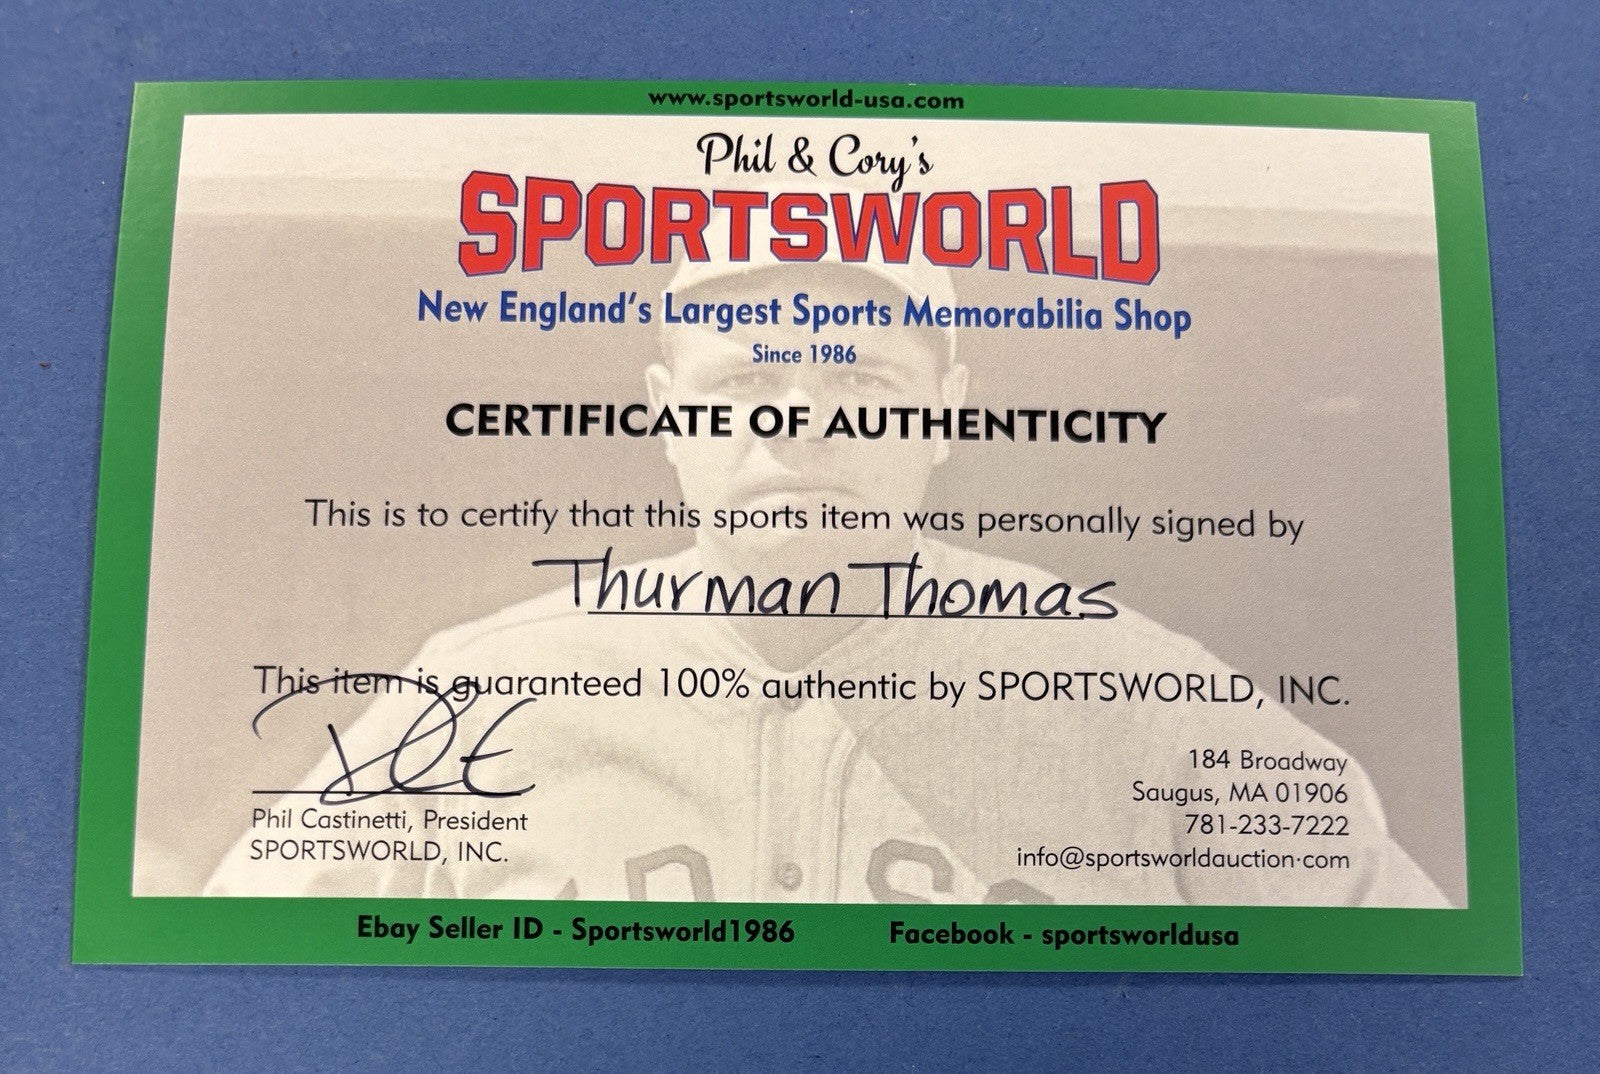 www.sportsworld-usa.com
Phil & Cory's
SPORTSWORLD
New England's Largest Sports Memorabilia Shop
Since 1986
CERTIFICATE OF AUTHENTICITY
This is to certify that this sports item was personally signed by
Thurman Thomas
This item is guaranteed 100% authentic by SPORTSWORLD, INC.
Phil Castinetti, President
SPORTSWORLD, INC.
184 Broadway
Saugus, MA 01906
781-233-7222
info@sportsworldauction·com
Ebay Seller ID - Sportsworld1986
Facebook - sportsworldusa